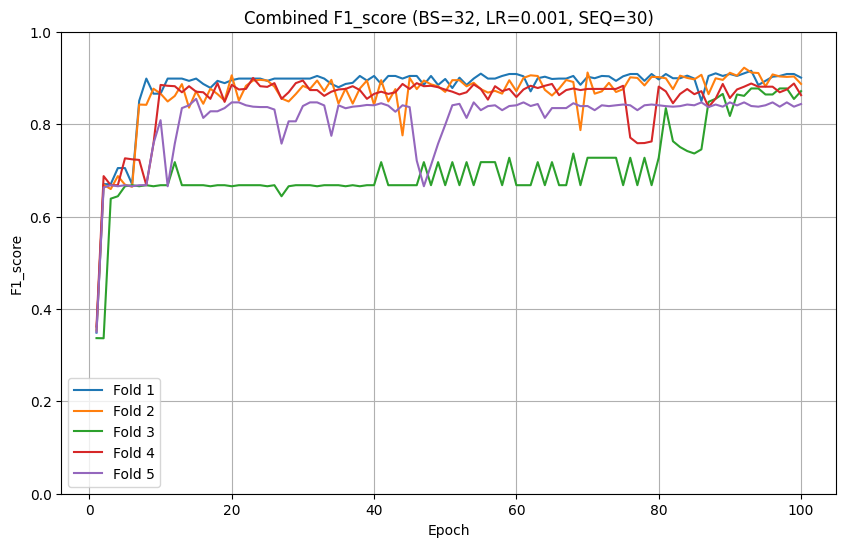 Combined F1_score (BS=32, LR=0.001, SEQ=30)
1.0
0.8
0.6
0.4
0.2
0.0
F1_score
Fold 1
Fold 2
Fold 3
Fold 4
Fold 5
0 20 40 60 80 100
Epoch